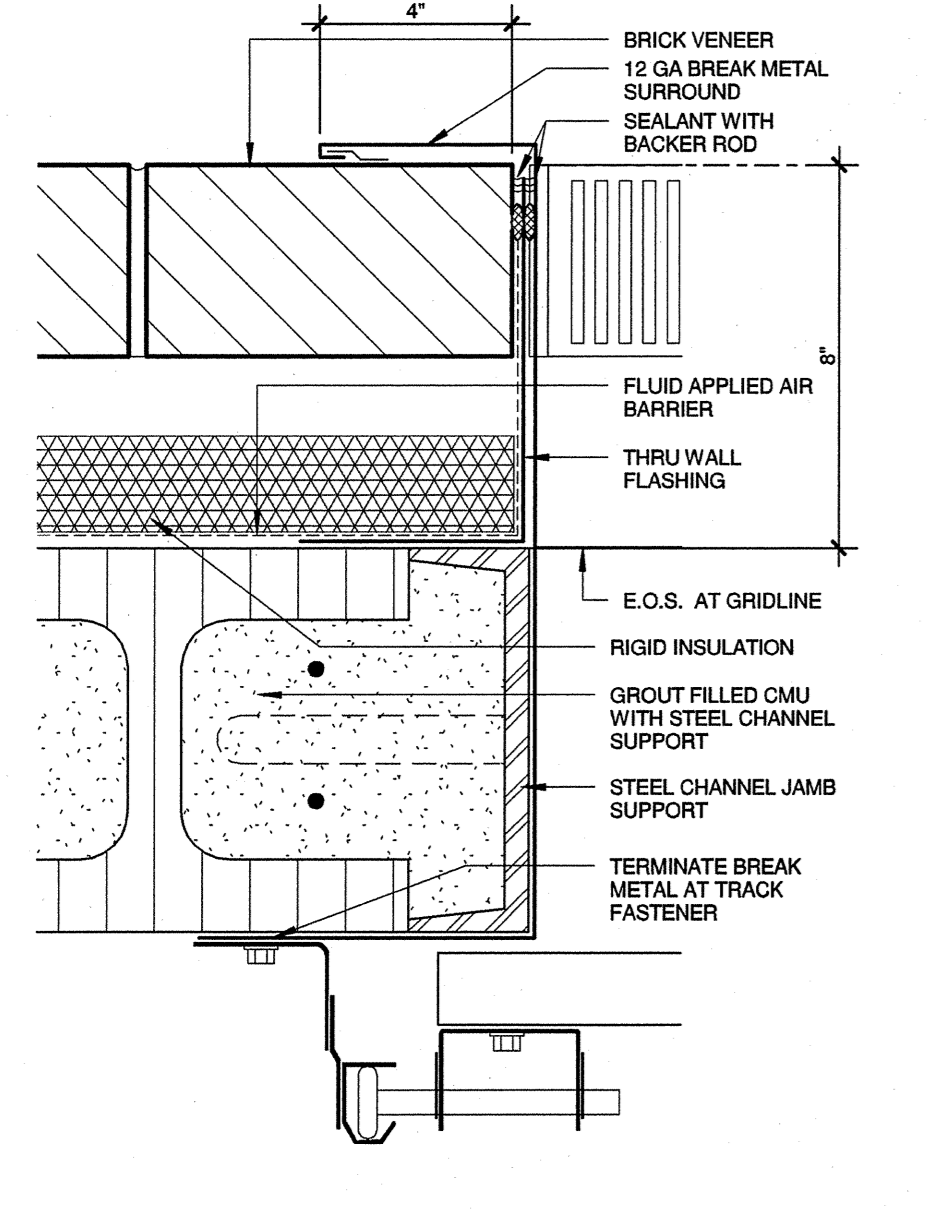 4"
BRICK VENEER
12 GA BREAK METAL
SURROUND
SEALANT WITH
BACKER ROD
8"
FLUID APPLIED AIR
BARRIER
THRU WALL
FLASHING
E.O.S. AT GRIDLINE
RIGID INSULATION
GROUT FILLED CMU
WITH STEEL CHANNEL
SUPPORT
STEEL CHANNEL JAMB
SUPPORT
TERMINATE BREAK
METAL AT TRACK
FASTENER